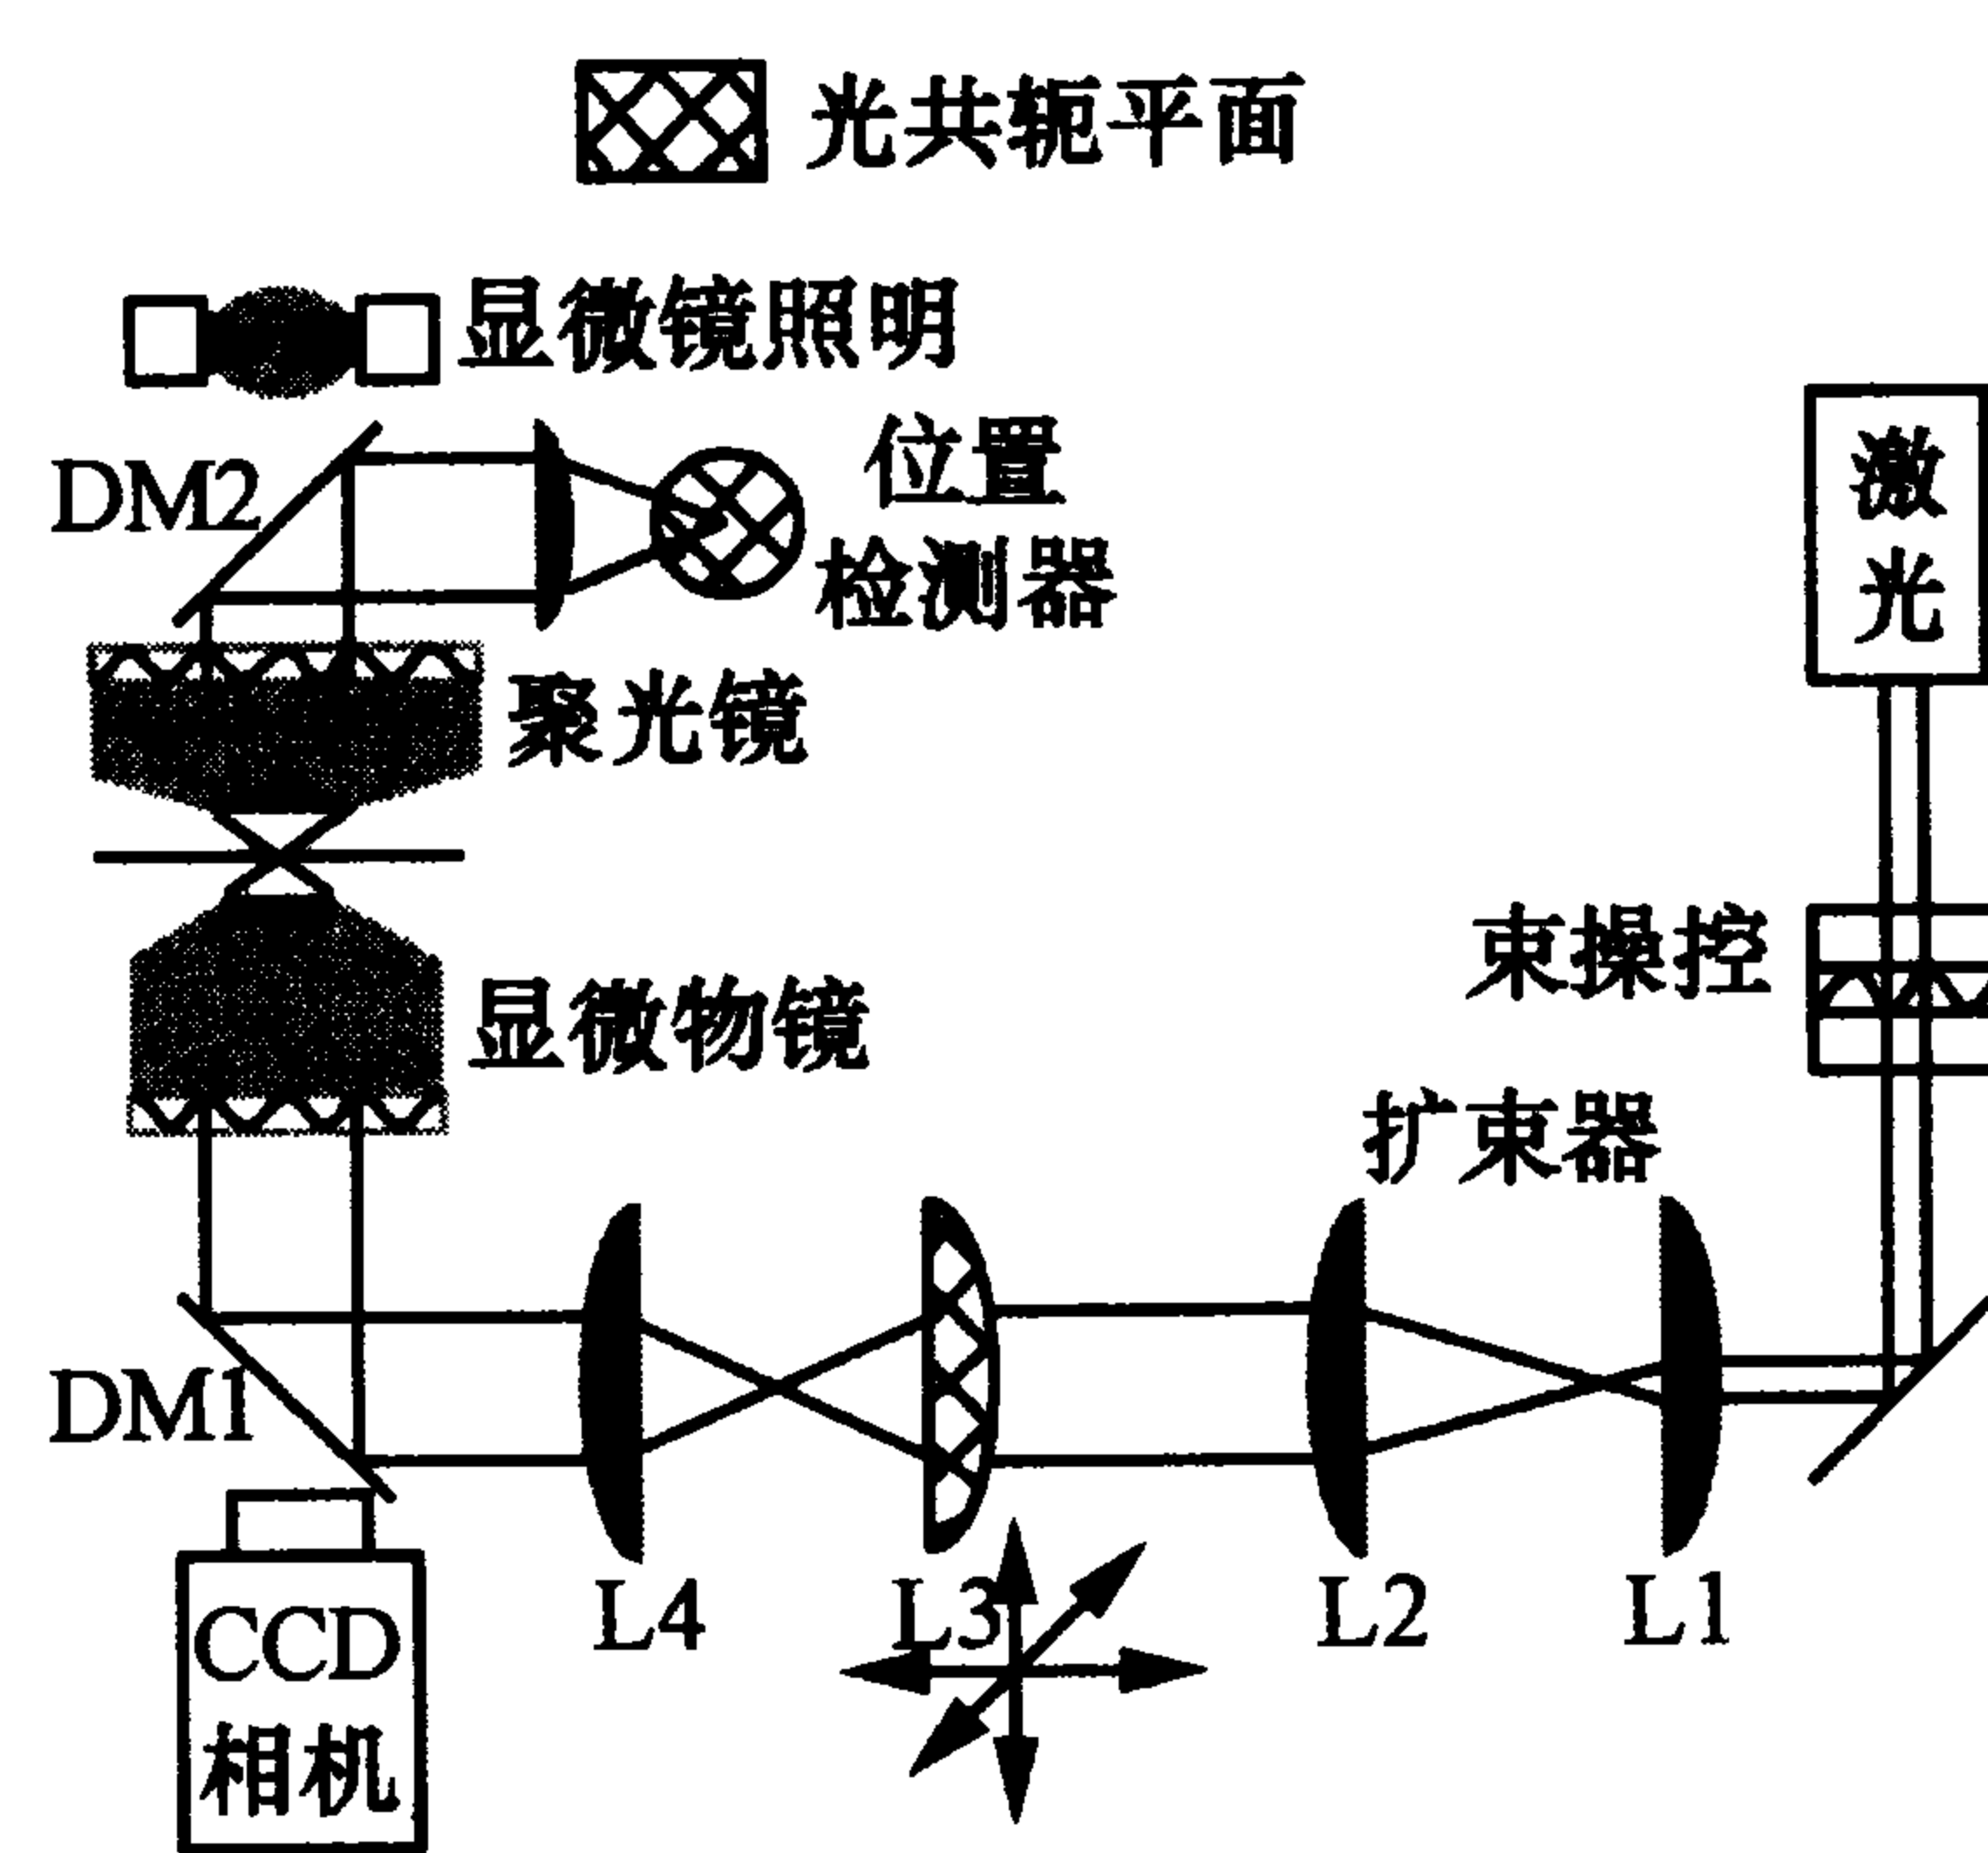 光共轭平面
显微镜照明
DM2
位置
检测器
激
光
聚光镜
束操控
显微物镜
扩束器
DM1
L4
L3
L2
L1
CCD
相机